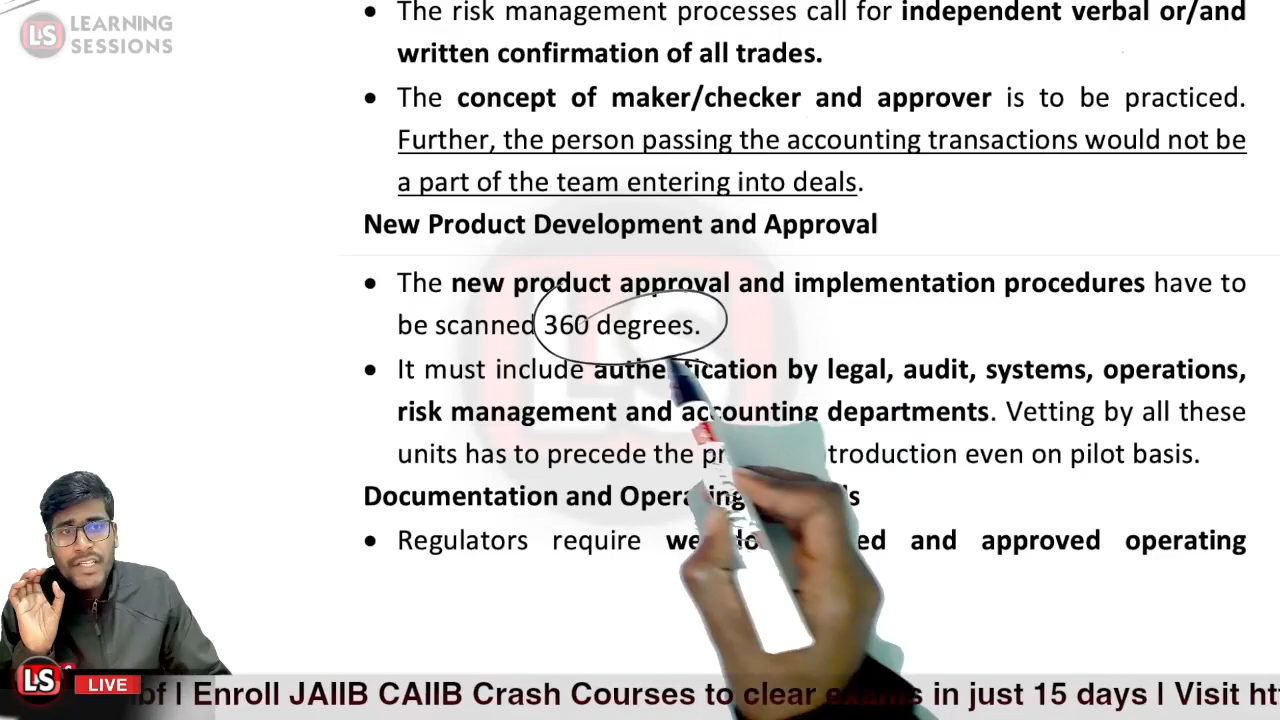 LS LEARNING
SESSIONS
• The risk management processes call for independent verbal or/and
written confirmation of all trades.
• The concept of maker/checker and approver is to be practiced.
Further, the person passing the accounting transactions would not be
a part of the team entering into deals.
New Product Development and Approval
• The new product approval and implementation procedures have to
be scanned 360 degrees.
• It must include authentication by legal, audit, systems, operations,
risk management and accounting departments. Vetting by all these
units has to precede the introduction even on pilot basis.
Documentation and
• Regulators require and approved operating
LS LIVE Enroll JAIIB CAIIB Crash Courses to clear exams in just 15 days l Visit